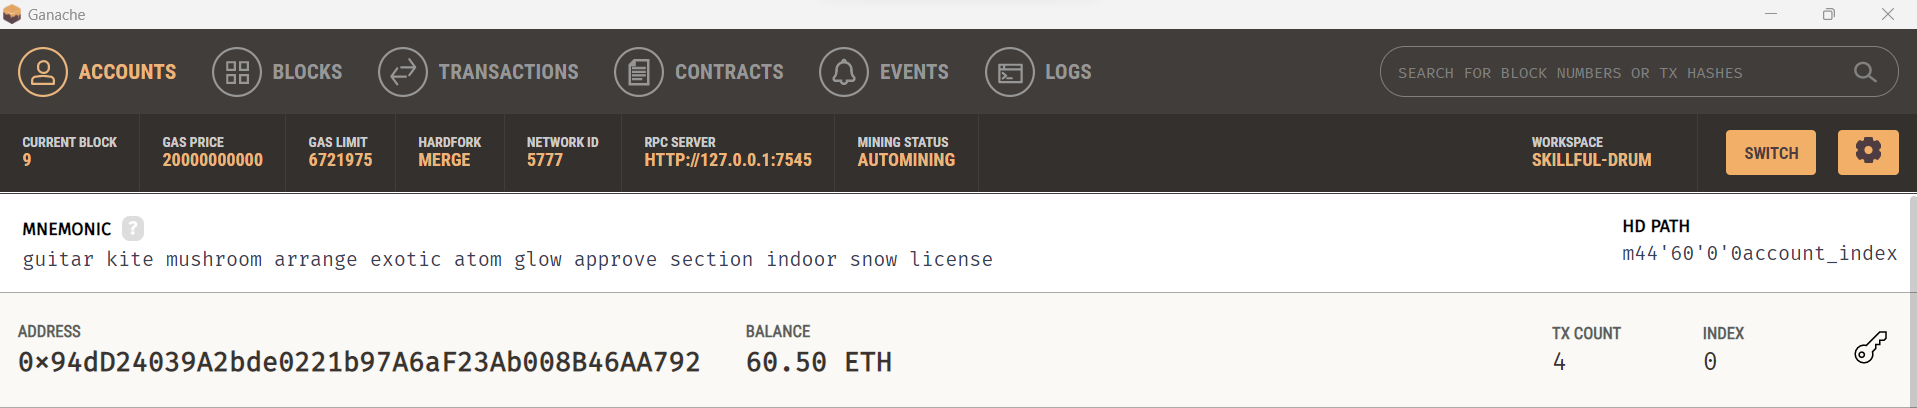 Ganache
ACCOUNTS BLOCKS TRANSACTIONS CONTRACTS EVENTS LOGS SEARCH FOR BLOCK NUMBERS OR TX HASHES
CURRENT BLOCK GAS PRICE GAS LIMIT HARDFORK NETWORK ID RPC SERVER MINING STATUS WORKSPACE
9 20000000000 6721975 MERGE 5777 HTTP://127.0.0.1:7545 AUTOMINING SKILLFUL-DRUM SWITCH
MNEMONIC ? HD PATH
guitar kite mushroom arrange exotic atom glow approve section indoor snow license m44'60'0'0account_index
ADDRESS BALANCE TX COUNT INDEX
0×94dD24039A2bde0221b97A6aF23Ab008B46AA792 60.50 ETH 4 0